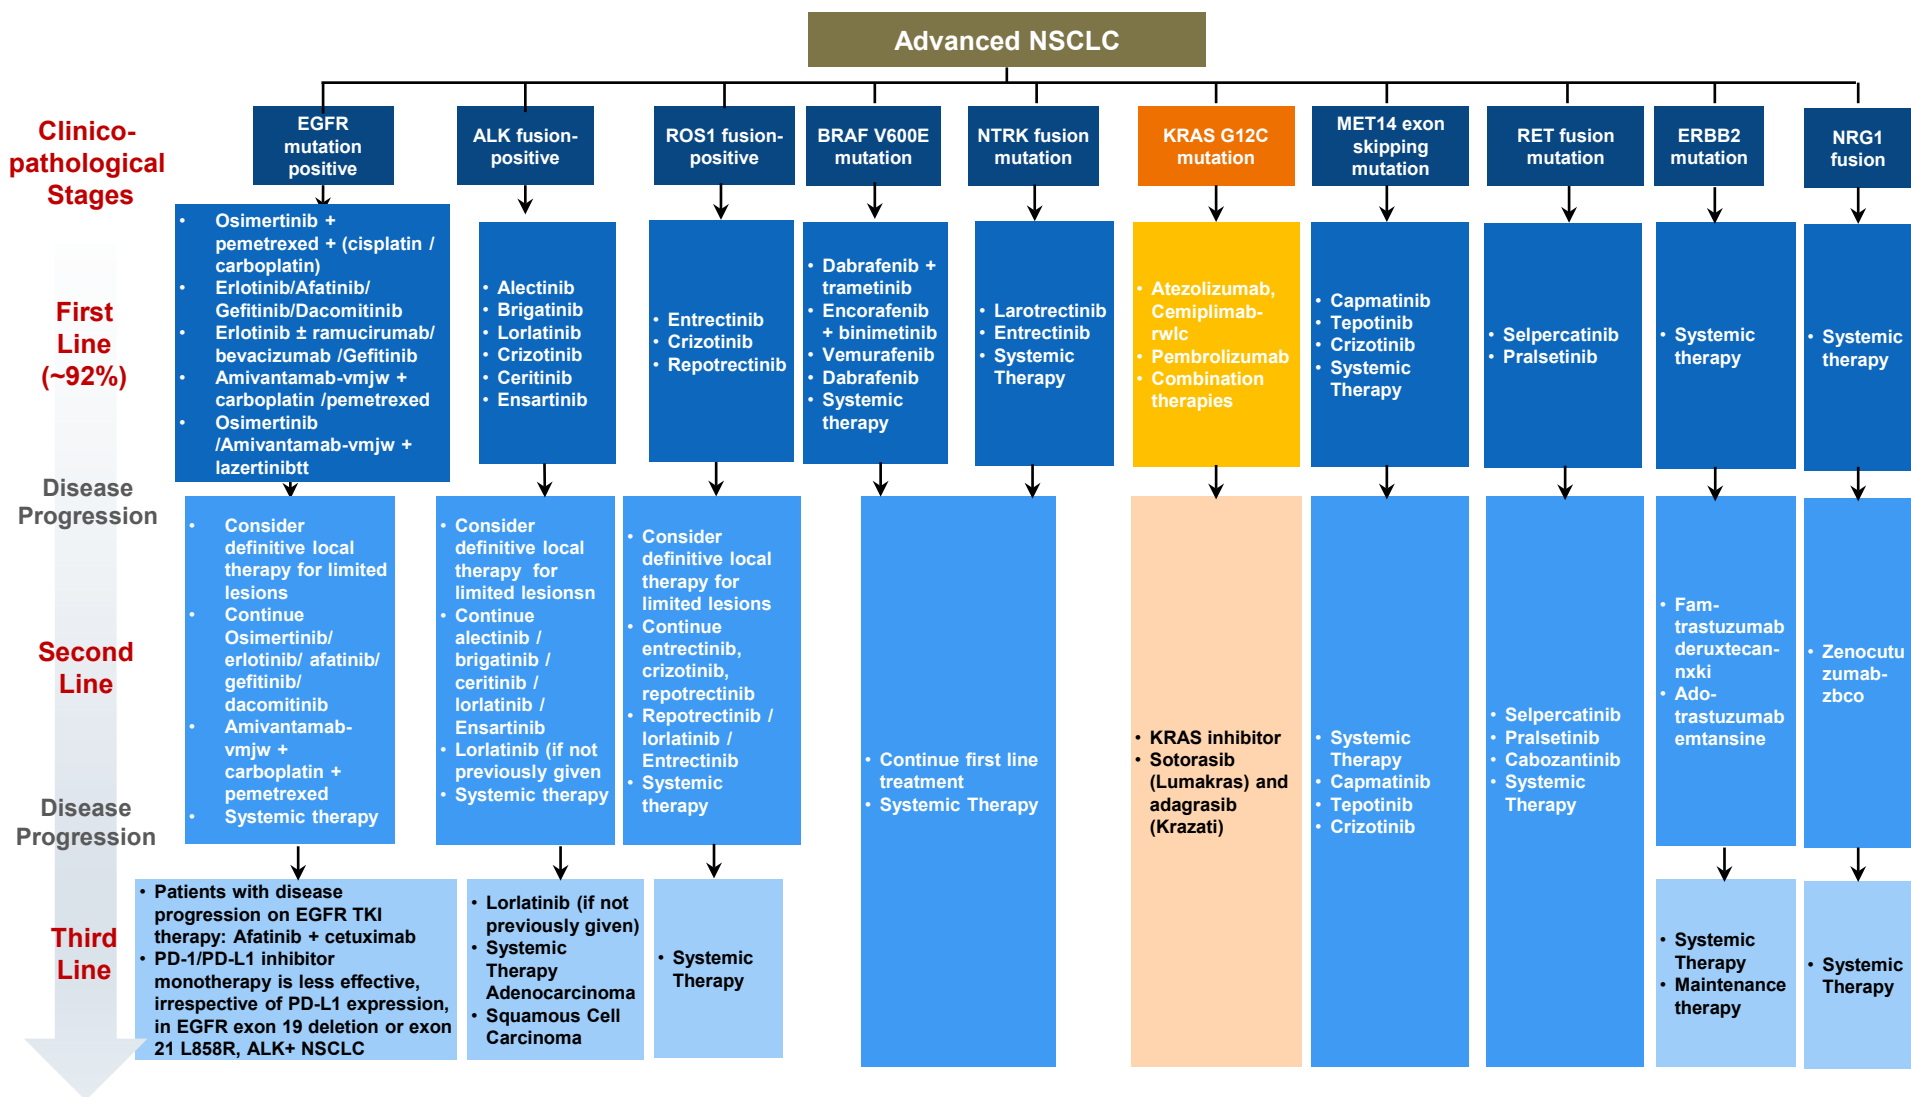 Advanced NSCLC
Clinico-
pathological
Stages
EGFR
mutation
positive
ALK fusion-
positive
ROS1 fusion-
positive
BRAF V600E
mutation
NTRK fusion
mutation
KRAS G12C
mutation
MET14 exon
skipping
mutation
RET fusion
mutation
ERBB2
mutation
NRG1
fusion
First
Line
(~92%)
• Osimertinib +
pemetrexed + (cisplatin /
carboplatin)
• Erlotinib/Afatinib/
Gefitinib/Dacomitinib
• Erlotinib ± ramucirumab/
bevacizumab /Gefitinib
• Amivantamab-vmjw +
carboplatin /pemetrexed
• Osimertinib
/Amivantamab-vmjw +
lazertinibtt
• Alectinib
• Brigatinib
• Lorlatinib
• Crizotinib
• Ceritinib
• Ensartinib
• Entrectinib
• Crizotinib
• Repotrectinib
• Dabrafenib +
trametinib
• Encorafenib
+ binimetinib
• Vemurafenib
• Dabrafenib
• Systemic
therapy
• Larotrectinib
• Entrectinib
• Systemic
Therapy
• Atezolizumab,
Cemiplimab-
rwlc
• Pembrolizumab
• Combination
therapies
• Capmatinib
• Tepotinib
• Crizotinib
• Systemic
Therapy
• Selpercatinib
• Pralsetinib
• Systemic
therapy
• Systemic
therapy
Disease
Progression
Second
Line
• Consider
definitive local
therapy for limited
lesions
• Continue
Osimertinib/
erlotinib/ afatinib/
gefitinib/
dacomitinib
• Amivantamab-
vmjw +
carboplatin +
pemetrexed
• Systemic therapy
• Consider
definitive local
therapy for
limited lesionsn
• Continue
alectinib /
brigatinib /
ceritinib /
lorlatinib /
Ensartinib
• Lorlatinib (if not
previously given
• Systemic therapy
• Consider
definitive local
therapy for
limited lesions
• Continue
entrectinib,
crizotinib,
repotrectinib
• Repotrectinib /
lorlatinib /
Entrectinib
• Systemic
therapy
• Continue first line
treatment
• Systemic Therapy
• KRAS inhibitor
• Sotorasib
(Lumakras) and
adagrasib
(Krazati)
• Systemic
Therapy
• Capmatinib
• Tepotinib
• Crizotinib
• Selpercatinib
• Pralsetinib
• Cabozantinib
• Systemic
Therapy
• Fam-
trastuzumab
deruxtecan-
nxki
• Ado-
trastuzumab
emtansine
• Zenocutu
zumab-
zbco
Disease
Progression
Third
Line
• Patients with disease
progression on EGFR TKI
therapy: Afatinib + cetuximab
• PD-1/PD-L1 inhibitor
monotherapy is less effective,
irrespective of PD-L1 expression,
in EGFR exon 19 deletion or exon
21 L858R, ALK+ NSCLC
• Lorlatinib (if not
previously given)
• Systemic
Therapy
Adenocarcinoma
• Squamous Cell
Carcinoma
• Systemic
Therapy
• Systemic
Therapy
• Maintenance
therapy
• Systemic
Therapy